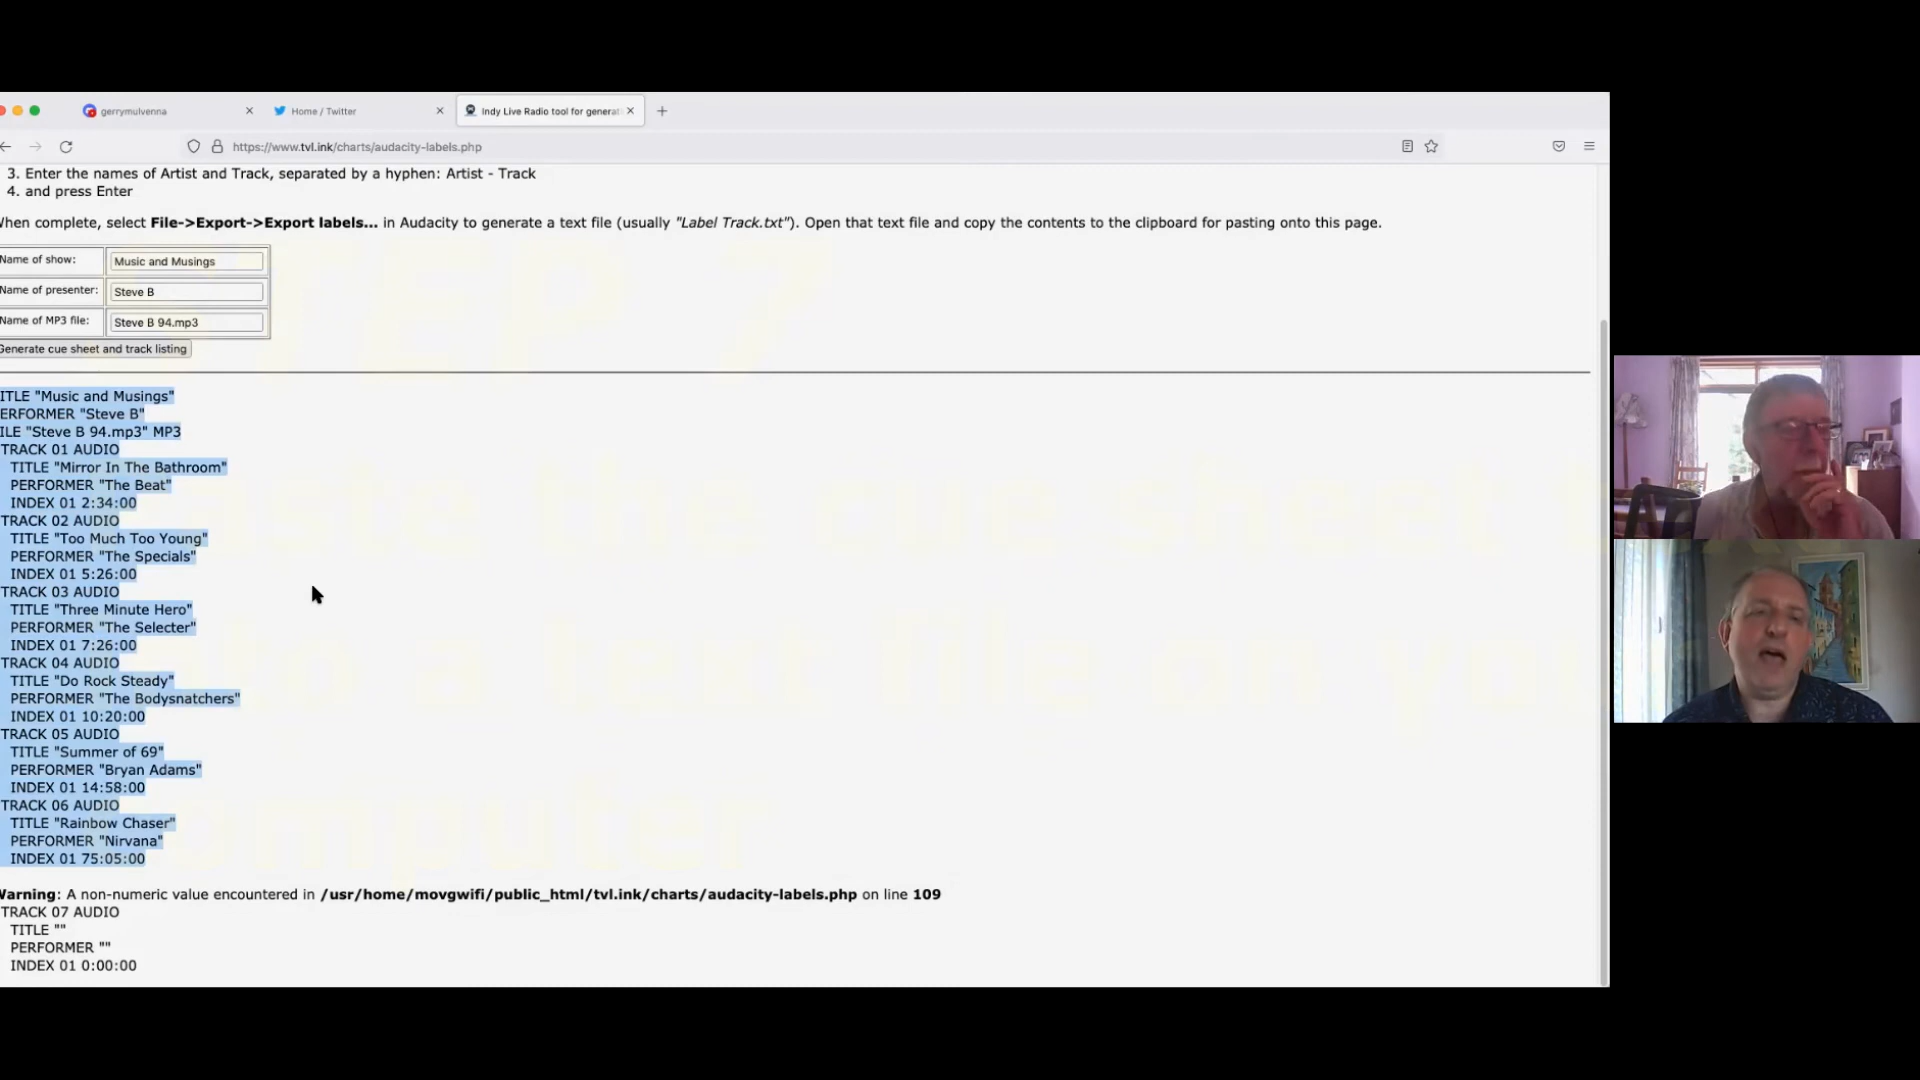 gerrymulvenna
Home / Twitter
Indy Live Radio tool for generat
https://www.tvl.ink/charts/audacity-labels.php
3. Enter the names of Artist and Track, separated by a hyphen: Artist - Track
4. and press Enter
When complete, select File->Export->Export labels... in Audacity to generate a text file (usually "Label Track.txt"). Open that text file and copy the contents to the clipboard for pasting onto this page.
Name of show: Music and Musings
Name of presenter: Steve B
Name of MP3 file: Steve B 94.mp3
Generate cue sheet and track listing
ITLE "Music and Musings"
ERFORMER "Steve B"
ILE "Steve B 94.mp3" MP3
TRACK 01 AUDIO
TITLE "Mirror In The Bathroom"
PERFORMER "The Beat"
INDEX 01 2:34:00
TRACK 02 AUDIO
TITLE "Too Much Too Young"
PERFORMER "The Specials"
INDEX 01 5:26:00
TRACK 03 AUDIO
TITLE "Three Minute Hero"
PERFORMER "The Selecter"
INDEX 01 7:26:00
TRACK 04 AUDIO
TITLE "Do Rock Steady"
PERFORMER "The Bodysnatchers"
INDEX 01 10:20:00
TRACK 05 AUDIO
TITLE "Summer of 69"
PERFORMER "Bryan Adams"
INDEX 01 14:58:00
TRACK 06 AUDIO
TITLE "Rainbow Chaser"
PERFORMER "Nirvana"
INDEX 01 75:05:00
Warning: A non-numeric value encountered in /usr/home/movgwifi/public_html/tvl.ink/charts/audacity-labels.php on line 109
TRACK 07 AUDIO
TITLE ""
PERFORMER ""
INDEX 01 0:00:00